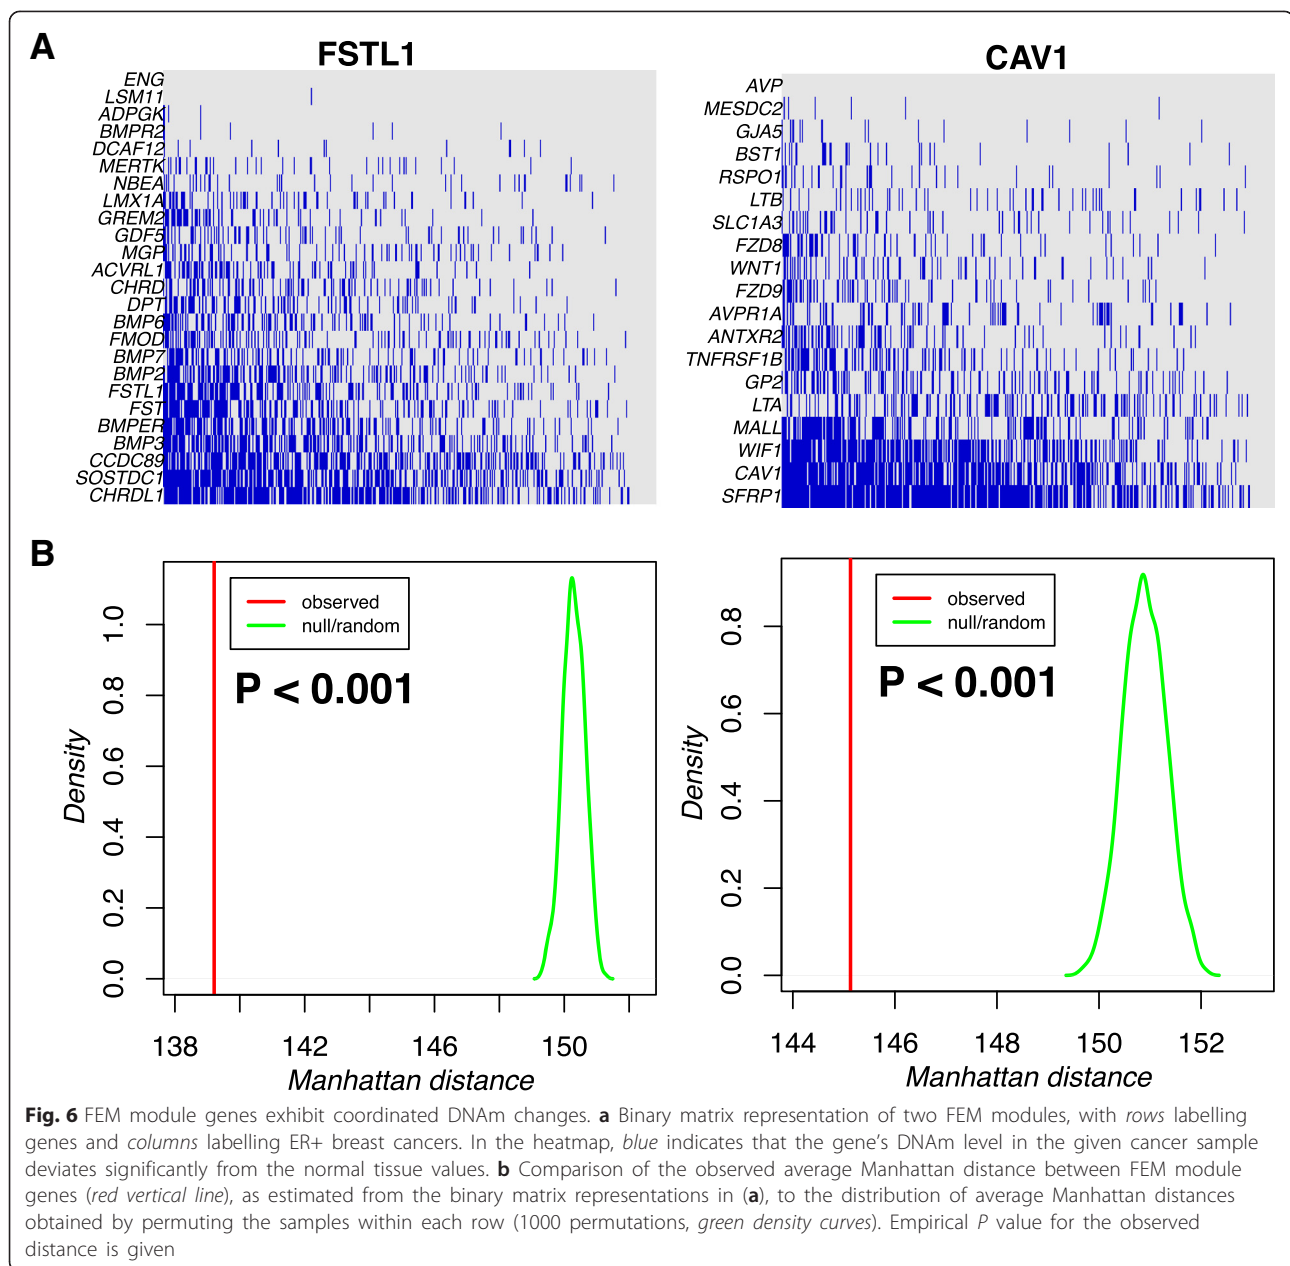 A
FSTL1
CAV1
ENG
LSM11
ADPGK
BMPR2
DCAF12
MERTK
NBEA
LMX1A
GREM2
GDF5
MGP
ACVRL1
CHRD
DPT
BMP6
FMOD
BMP7
BMP2
FSTL1
FST
BMPER
BMP3
CCDC89
SOSTDC1
CHRDL1
AVP
MESDC2
GJA5
BST1
RSPO1
LTB
SLC1A3
FZD8
WNT1
FZD9
AVPR1A
ANTXR2
TNFRSF1B
GP2
LTA
MALL
WIF1
CAV1
SFRP1
B
observed
null/random
P < 0.001
Density
0.0 0.2 0.4 0.6 0.8 1.0
138 142 146 150
Manhattan distance
observed
null/random
P < 0.001
Density
0.0 0.2 0.4 0.6 0.8
144 146 148 150 152
Manhattan distance
Fig. 6 FEM module genes exhibit coordinated DNAm changes. a Binary matrix representation of two FEM modules, with rows labelling
genes and columns labelling ER+ breast cancers. In the heatmap, blue indicates that the gene's DNAm level in the given cancer sample
deviates significantly from the normal tissue values. b Comparison of the observed average Manhattan distance between FEM module
genes (red vertical line), as estimated from the binary matrix representations in (a), to the distribution of average Manhattan distances
obtained by permuting the samples within each row (1000 permutations, green density curves). Empirical P value for the observed
distance is given